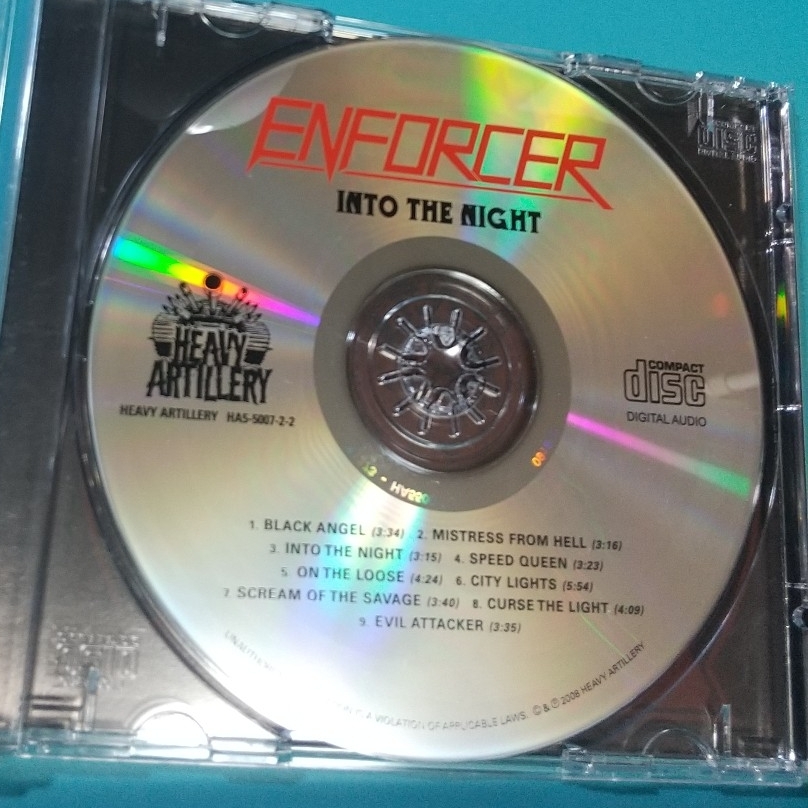 ENFORCER
INTO THE NIGHT
HEAVY
ARTILLERY
HEAVY ARTILLERY HA5-5007-2-2
COMPACT
disc
DIGITAL AUDIO
1. BLACK ANGEL (3:34) 2. MISTRESS FROM HELL (3:16)
3. INTO THE NIGHT (3:15) 4. SPEED QUEEN (3:23)
5. ON THE LOOSE (4:24) 6. CITY LIGHTS (5:54)
7. SCREAM OF THE SAVAGE (3:40) 8. CURSE THE LIGHT (4:09)
9. EVIL ATTACKER (3:35)
IS A VIOLATION OF APPLICABLE LAWS. © & ℗ 2008 HEAVY ARTILLERY